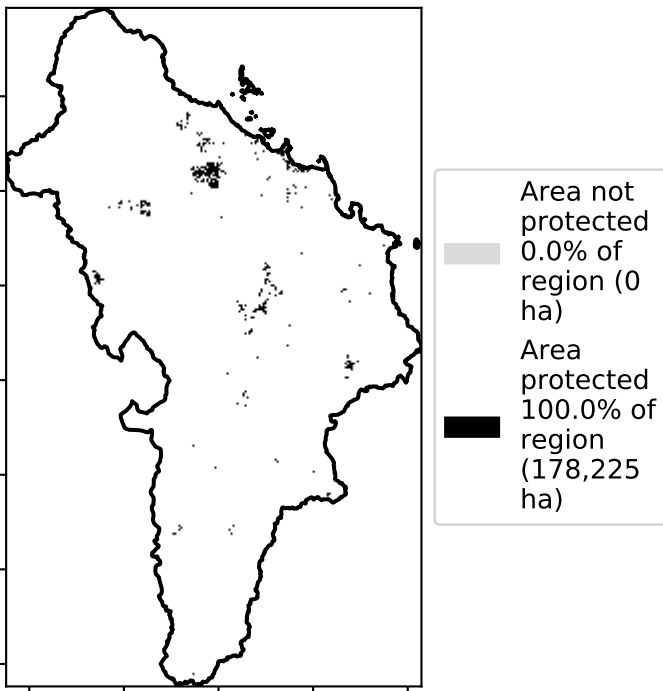 Area not
protected
0.0% of
region (0
ha)
Area
protected
100.0% of
region
(178,225
ha)